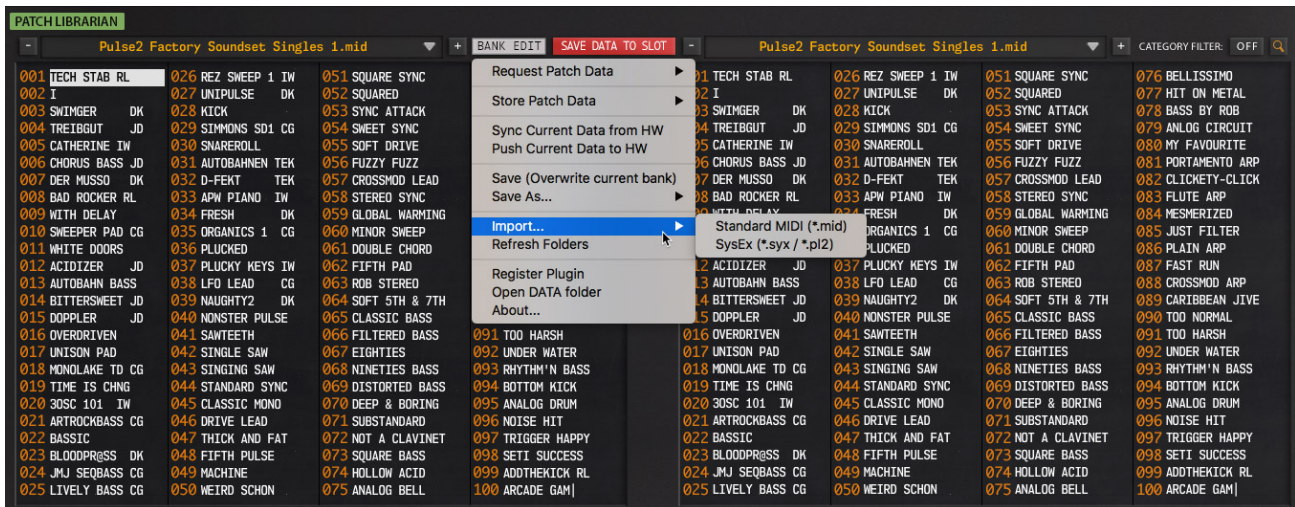 PATCH LIBRARIAN
- Pulse2 Factory Soundset Singles 1.mid ▼ + BANK EDIT SAVE DATA TO SLOT - Pulse2 Factory Soundset Singles 1.mid ▼ + CATEGORY FILTER: OFF
001 TECH STAB RL
002 I
003 SWIMGER DK
004 TREIBGUT JD
005 CATHERINE IW
006 CHORUS BASS JD
007 DER MUSSO DK
008 BAD ROCKER RL
009 WITH DELAY
010 SWEEPER PAD CG
011 WHITE DOORS
012 ACIDIZER JD
013 AUTOBAHN BASS
014 BITTERSWEET JD
015 DOPPLER JD
016 OVERDRIVEN
017 UNISON PAD
018 MONOLAKE TD CG
019 TIME IS CHNG
020 3OSC 101 IW
021 ARTROCKBASS CG
022 BASSIC
023 BLOODPR@SS DK
024 JMJ SEQBASS CG
025 LIVELY BASS CG
026 REZ SWEEP 1 IW
027 UNIPULSE DK
028 KICK
029 SIMMONS SD1 CG
030 SNAREROLL
031 AUTOBAHNEN TEK
032 D-FEKT TEK
033 APW PIANO IW
034 FRESH DK
035 ORGANICS 1 CG
036 PLUCKED
037 PLUCKY KEYS IW
038 LFO LEAD CG
039 NAUGHTY2 DK
040 NONSTER PULSE
041 SAWTEETH
042 SINGLE SAW
043 SINGING SAW
044 STANDARD SYNC
045 CLASSIC MONO
046 DRIVE LEAD
047 THICK AND FAT
048 FIFTH PULSE
049 MACHINE
050 WEIRD SCHON
051 SQUARE SYNC
052 SQUARED
053 SYNC ATTACK
054 SWEET SYNC
055 SOFT DRIVE
056 FUZZY FUZZ
057 CROSSMOD LEAD
058 STEREO SYNC
059 GLOBAL WARMING
060 MINOR SWEEP
061 DOUBLE CHORD
062 FIFTH PAD
063 ROB STEREO
064 SOFT 5TH & 7TH
065 CLASSIC BASS
066 FILTERED BASS
067 EIGHTIES
068 NINETIES BASS
069 DISTORTED BASS
070 DEEP & BORING
071 SUBSTANDARD
072 NOT A CLAVINET
073 SQUARE BASS
074 HOLLOW ACID
075 ANALOG BELL
Request Patch Data
Store Patch Data
Sync Current Data from HW
Push Current Data to HW
Save (Overwrite current bank)
Save As...
Import...
Refresh Folders
Register Plugin
Open DATA folder
About...
Standard MIDI (*.mid)
SysEx (*.syx / *.pl2)
091 TOO HARSH
092 UNDER WATER
093 RHYTHM'N BASS
094 BOTTOM KICK
095 ANALOG DRUM
096 NOISE HIT
097 TRIGGER HAPPY
098 SETI SUCCESS
099 ADDTHEKICK RL
100 ARCADE GAM|
1 TECH STAB RL
2 I
3 SWIMGER DK
4 TREIBGUT JD
5 CATHERINE IW
6 CHORUS BASS JD
7 DER MUSSO DK
8 BAD ROCKER RL
12 ACIDIZER JD
3 AUTOBAHN BASS
4 BITTERSWEET JD
5 DOPPLER JD
016 OVERDRIVEN
017 UNISON PAD
018 MONOLAKE TD CG
019 TIME IS CHNG
020 3OSC 101 IW
021 ARTROCKBASS CG
022 BASSIC
023 BLOODPR@SS DK
024 JMJ SEQBASS CG
025 LIVELY BASS CG
026 REZ SWEEP 1 IW
027 UNIPULSE DK
028 KICK
029 SIMMONS SD1 CG
030 SNAREROLL
031 AUTOBAHNEN TEK
032 D-FEKT TEK
033 APW PIANO IW
FRESH DK
ORGANICS 1 CG
PLUCKED
037 PLUCKY KEYS IW
038 LFO LEAD CG
039 NAUGHTY2 DK
040 NONSTER PULSE
041 SAWTEETH
042 SINGLE SAW
043 SINGING SAW
044 STANDARD SYNC
045 CLASSIC MONO
046 DRIVE LEAD
047 THICK AND FAT
048 FIFTH PULSE
049 MACHINE
050 WEIRD SCHON
051 SQUARE SYNC
052 SQUARED
053 SYNC ATTACK
054 SWEET SYNC
055 SOFT DRIVE
056 FUZZY FUZZ
057 CROSSMOD LEAD
058 STEREO SYNC
059 GLOBAL WARMING
060 MINOR SWEEP
061 DOUBLE CHORD
062 FIFTH PAD
063 ROB STEREO
064 SOFT 5TH & 7TH
065 CLASSIC BASS
066 FILTERED BASS
067 EIGHTIES
068 NINETIES BASS
069 DISTORTED BASS
070 DEEP & BORING
071 SUBSTANDARD
072 NOT A CLAVINET
073 SQUARE BASS
074 HOLLOW ACID
075 ANALOG BELL
076 BELLISSIMO
077 HIT ON METAL
078 BASS BY ROB
079 ANLOG CIRCUIT
080 MY FAVOURITE
081 PORTAMENTO ARP
082 CLICKETY-CLICK
083 FLUTE ARP
084 MESMERIZED
085 JUST FILTER
086 PLAIN ARP
087 FAST RUN
088 CROSSMOD ARP
089 CARIBBEAN JIVE
090 TOO NORMAL
091 TOO HARSH
092 UNDER WATER
093 RHYTHM'N BASS
094 BOTTOM KICK
095 ANALOG DRUM
096 NOISE HIT
097 TRIGGER HAPPY
098 SETI SUCCESS
099 ADDTHEKICK RL
100 ARCADE GAM|